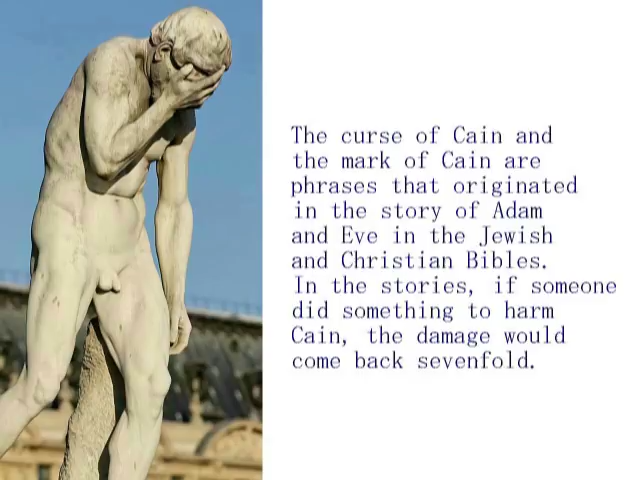 The curse of Cain and
the mark of Cain are
phrases that originated
in the story of Adam
and Eve in the Jewish
and Christian Bibles.
In the stories, if someone
did something to harm
Cain, the damage would
come back sevenfold.